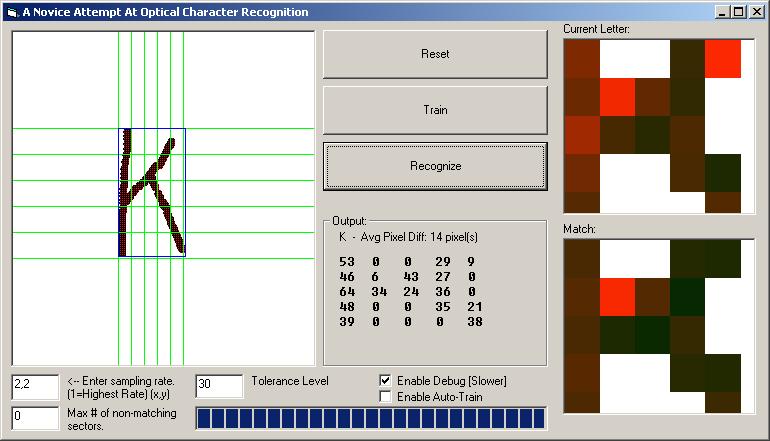 A Novice Attempt At Optical Character Recognition
Current Letter:
Reset
Train
Recognize
K
Output:
K - Avg Pixel Diff: 14 pixel(s)
53 0 0 29 9
46 6 43 27 0
64 34 24 36 0
48 0 0 35 21
39 0 0 0 38
Match:
2,2
<-- Enter sampling rate.
(1=Highest Rate) (x,y)
30
Tolerance Level
Enable Debug [Slower]
Enable Auto-Train
0
Max # of non-matching
sectors.